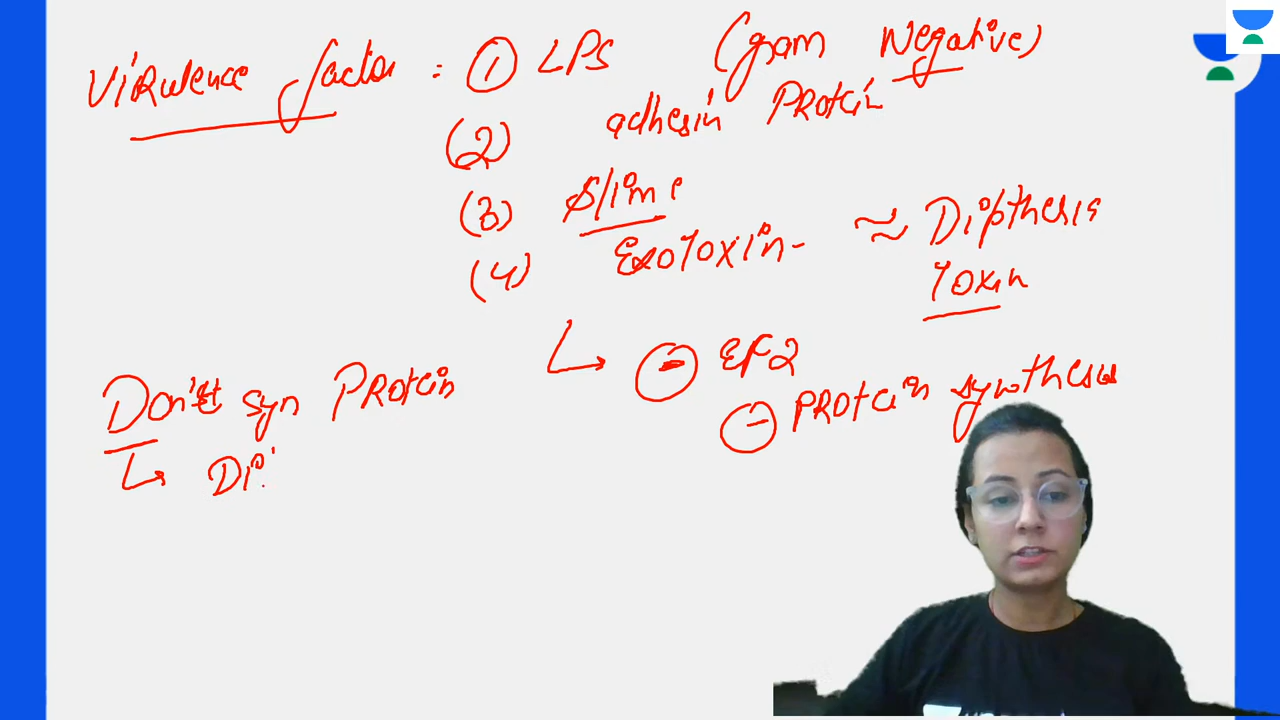 Virulence factor : (1) LPS (gram Negative)
(2) adhesin Protein
(3) Slime
(4) Exotoxin- ≈ Diptheria
Toxin
↳ ⊖ EF2
⊖ Protein synthesis
Don't syn Protein
↳ Dip